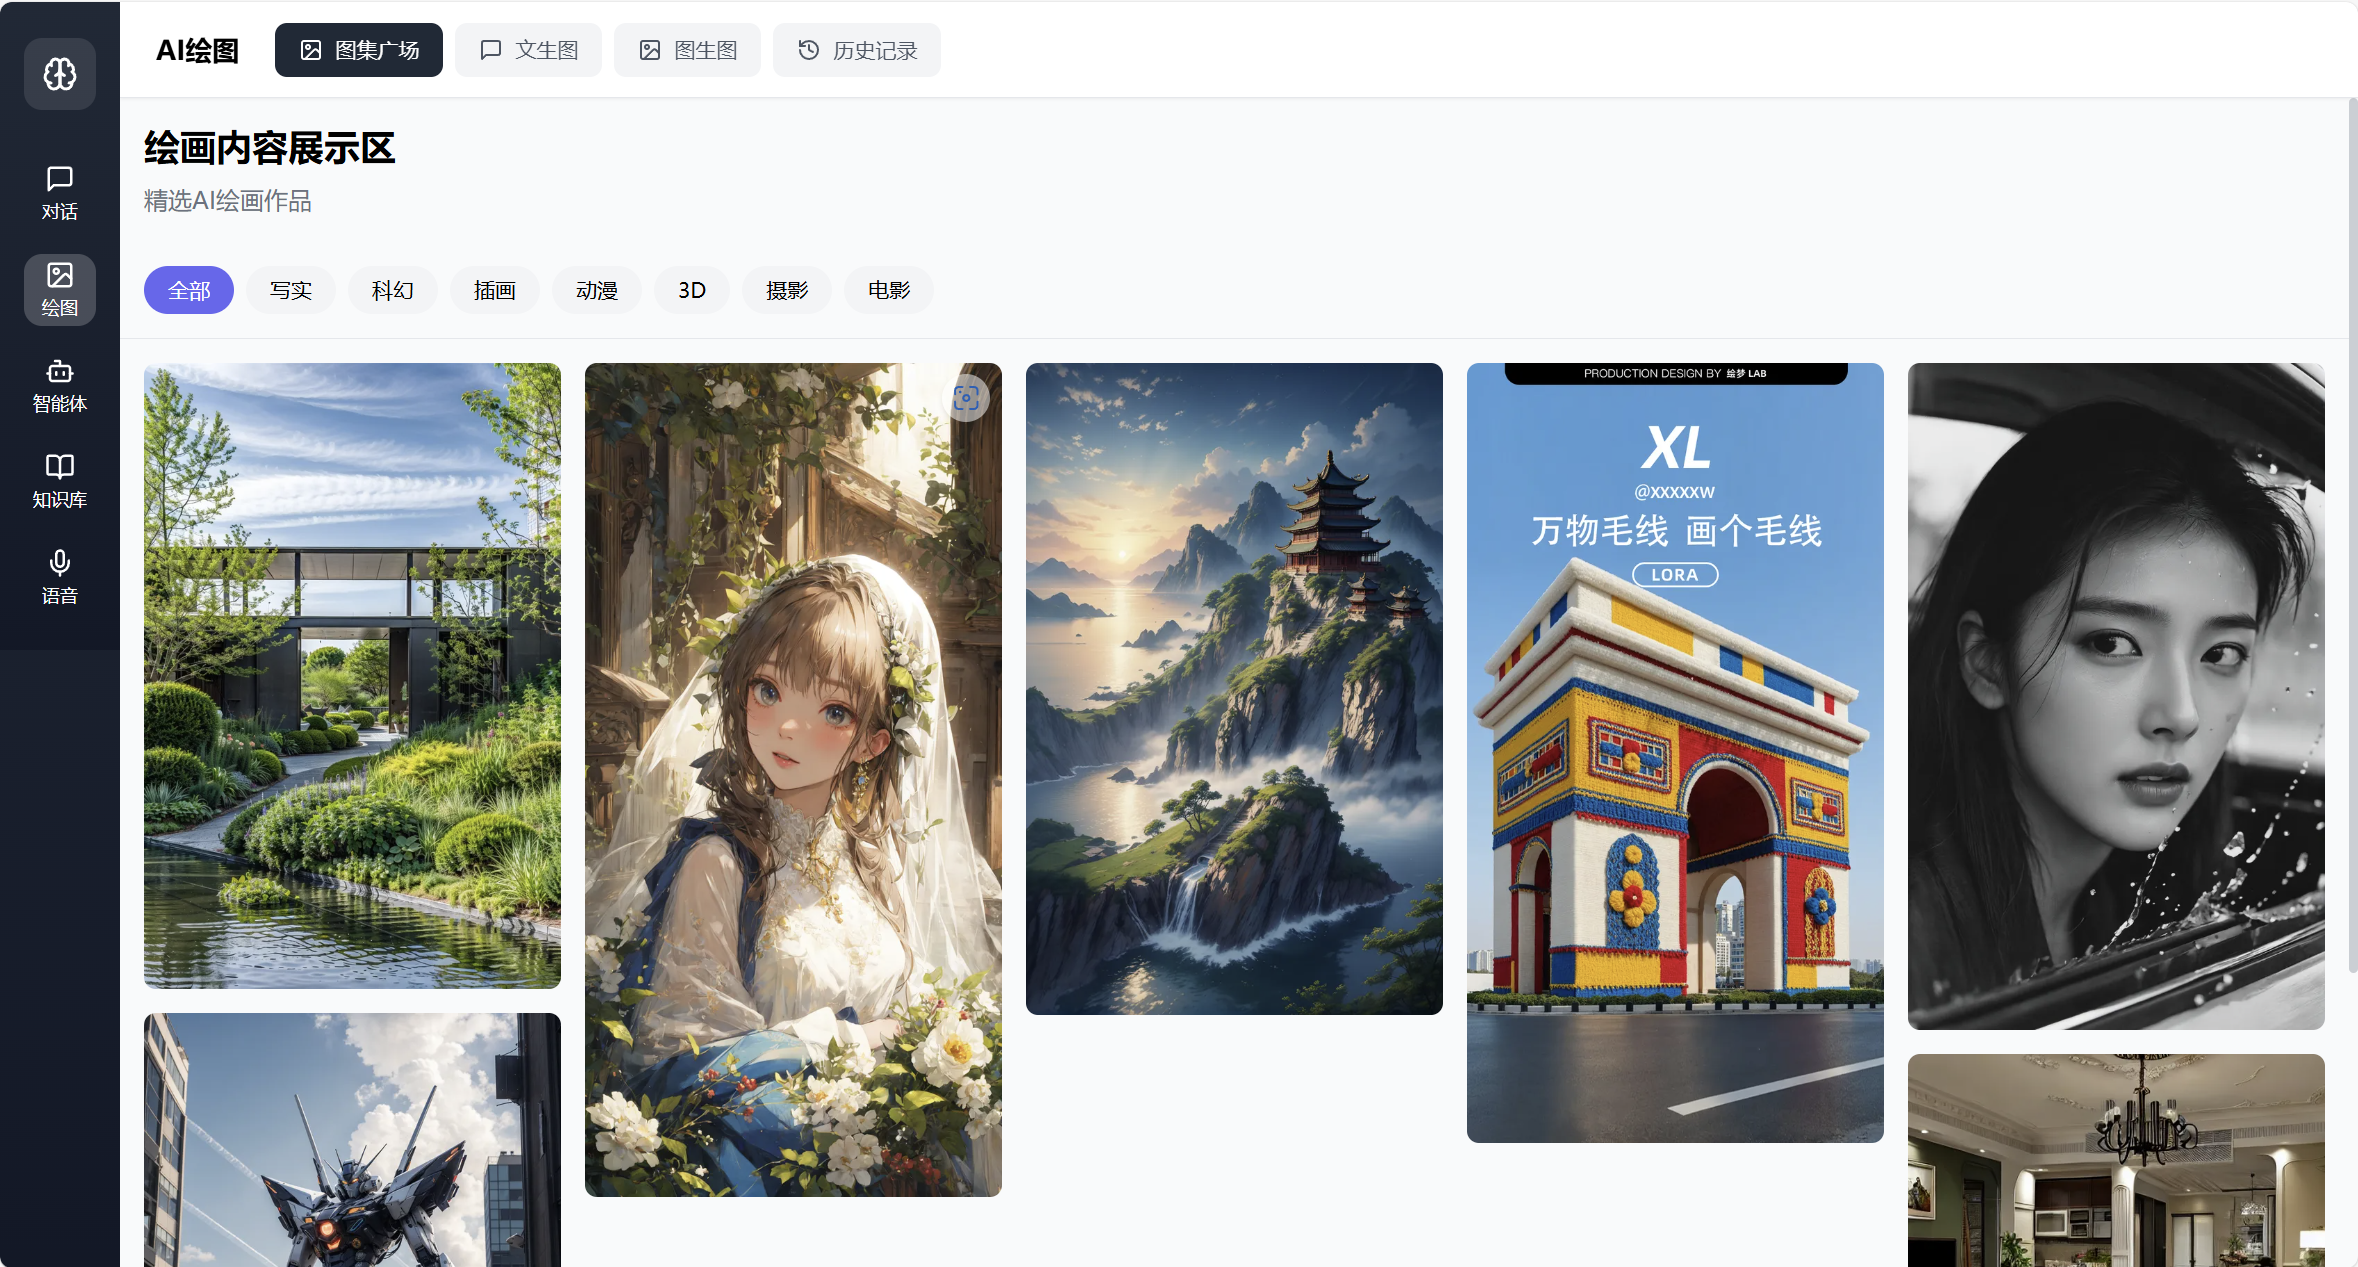 AI绘图
图集广场
文生图
图生图
历史记录
对话
绘图
智能体
知识库
语音
绘画内容展示区
精选AI绘画作品
全部
写实
科幻
插画
动漫
3D
摄影
电影
PRODUCTION DESIGN BY 绘梦 LAB
XL
@XXXXXW
万物毛线 画个毛线
LORA